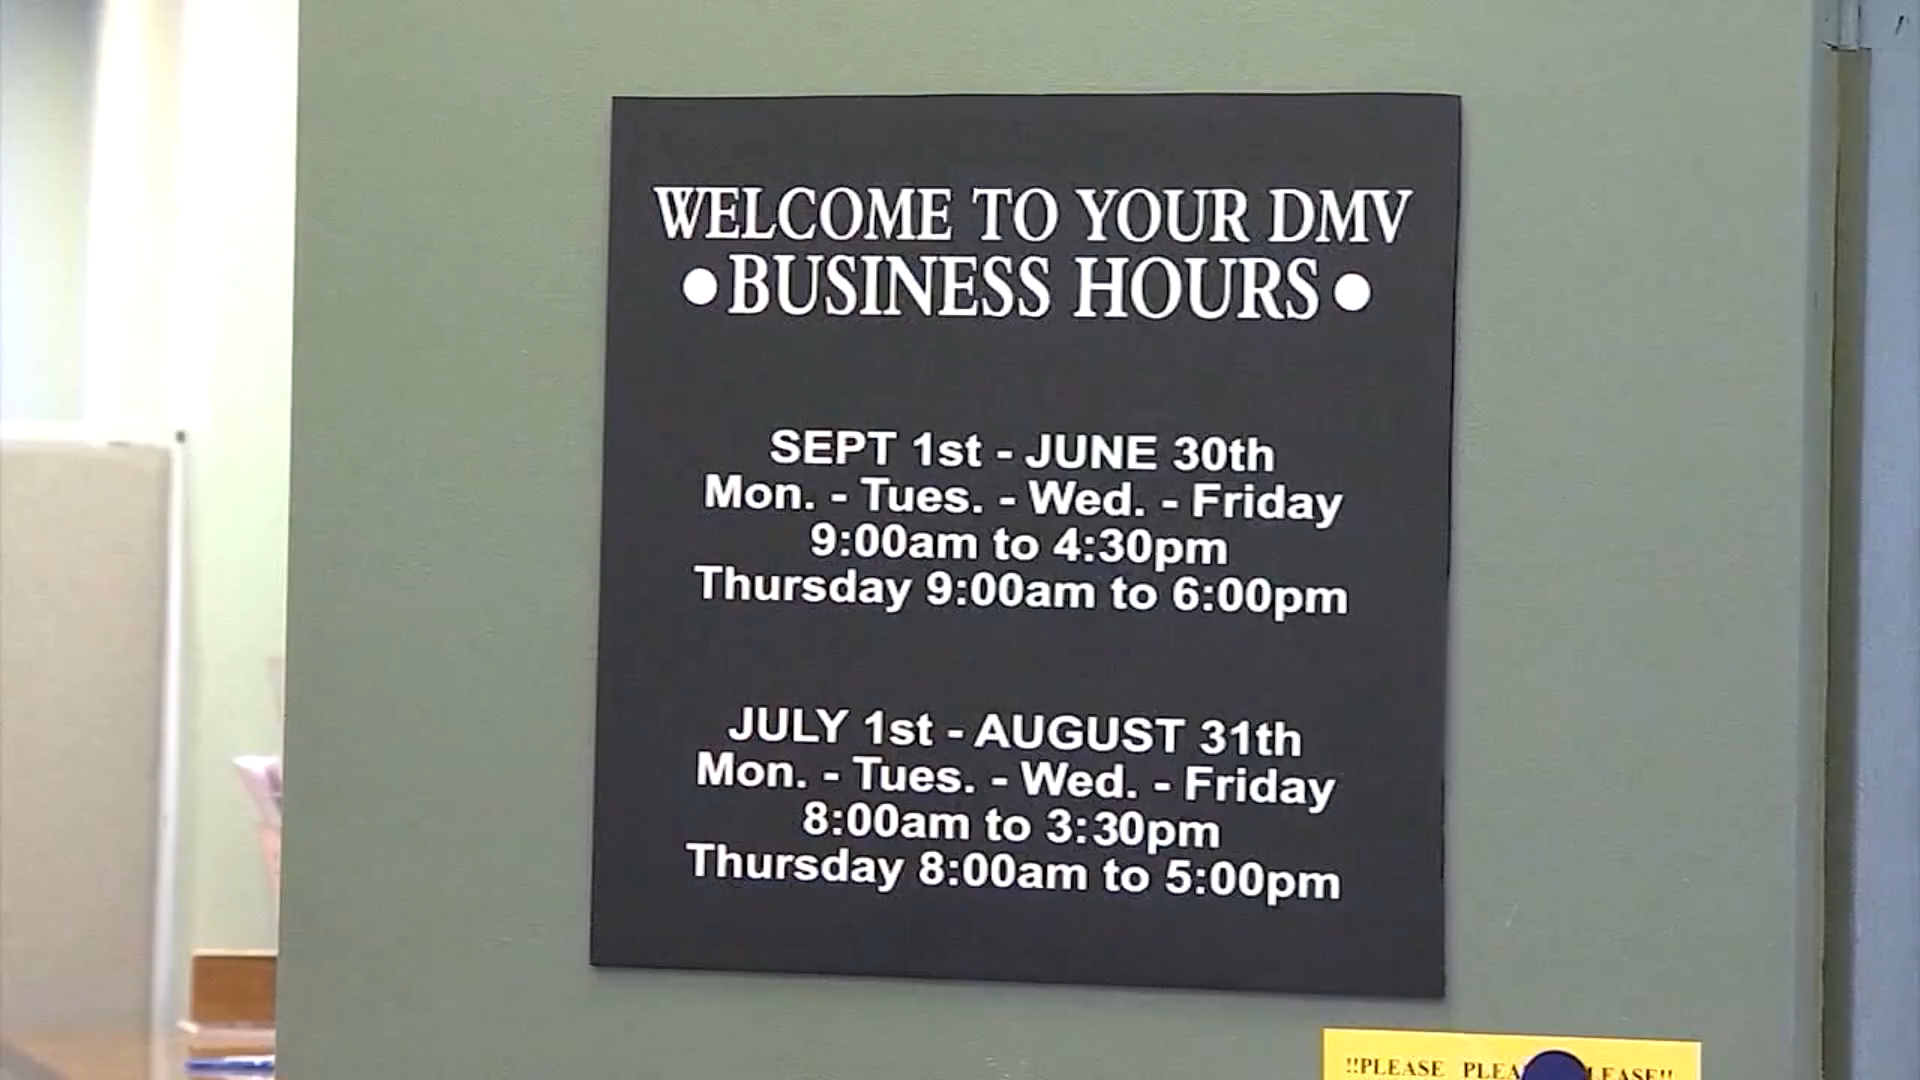 WELCOME TO YOUR DMV
•BUSINESS HOURS•
SEPT 1st - JUNE 30th
Mon. - Tues. - Wed. - Friday
9:00am to 4:30pm
Thursday 9:00am to 6:00pm
JULY 1st - AUGUST 31th
Mon. - Tues. - Wed. - Friday
8:00am to 3:30pm
Thursday 8:00am to 5:00pm
!!PLEASE